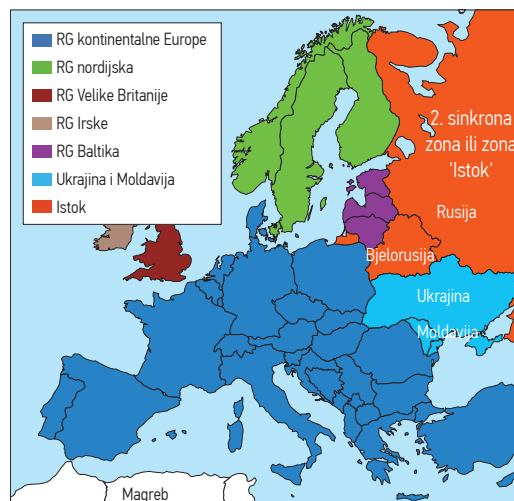 RG kontinentalne Europe
RG nordijska
RG Velike Britanije
RG Irske
RG Baltika
Ukrajina i Moldavija
Istok
2. sinkrona
zona ili zona
'Istok'
Rusija
Bjelorusija
Ukrajina
Moldavija
Magreb